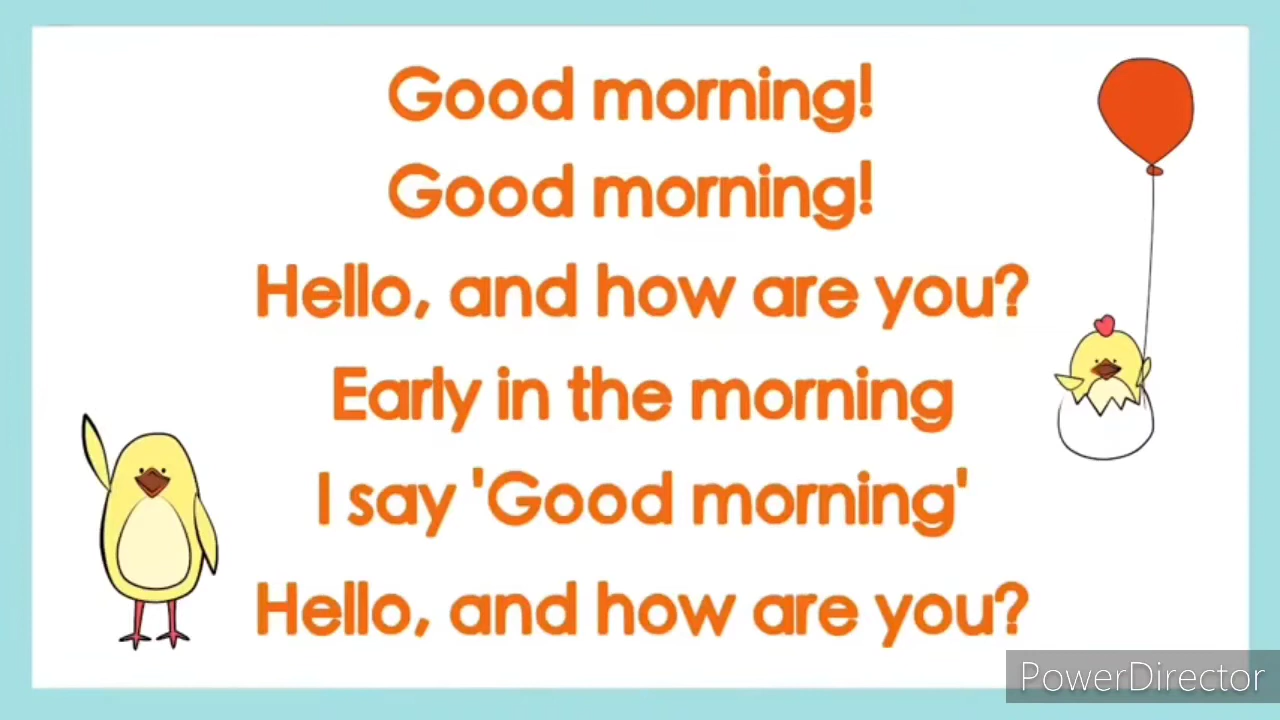 Good morning!
Good morning!
Hello, and how are you?
Early in the morning
I say 'Good morning'
Hello, and how are you?
PowerDirector